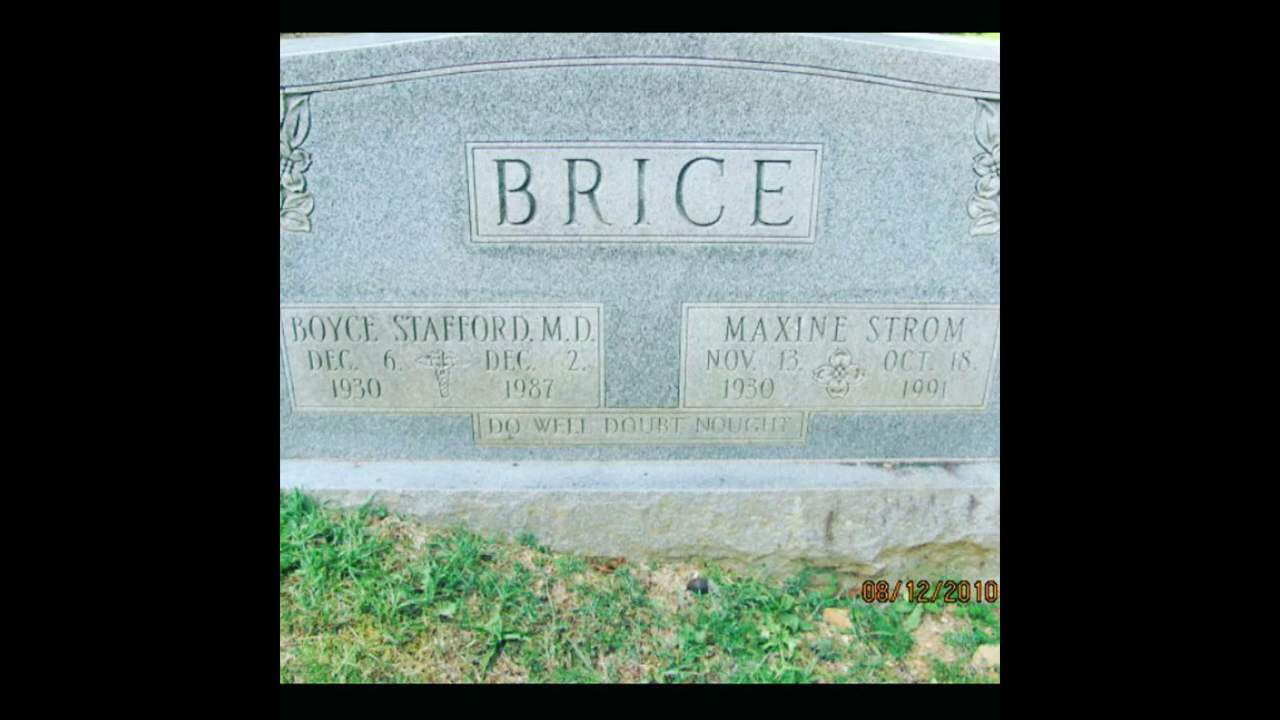 BRICE
BOYCE STAFFORD, M.D.
DEC. 6, DEC. 2,
1930 1987
MAXINE STROM
NOV. 13, OCT. 18,
1930 1991
DO WELL DOUBT NOUGHT
08/12/2010